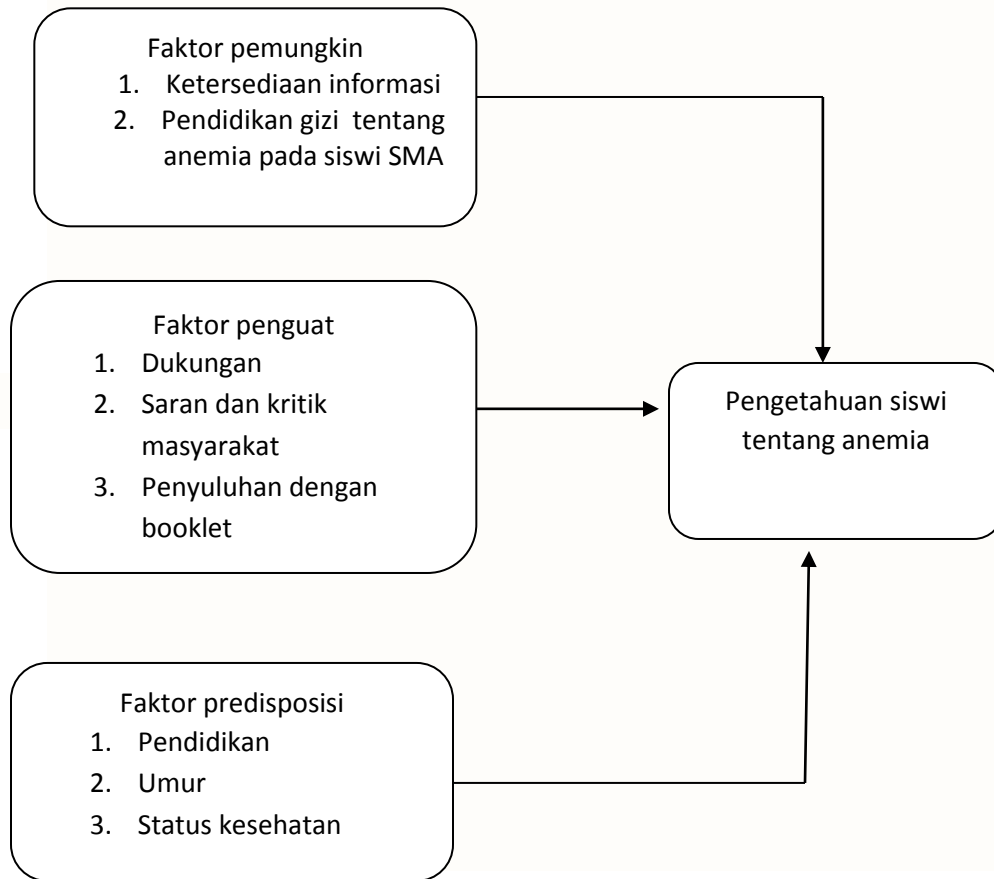 Faktor pemungkin
1. Ketersediaan informasi
2. Pendidikan gizi tentang
anemia pada siswi SMA
Faktor penguat
1. Dukungan
2. Saran dan kritik
masyarakat
3. Penyuluhan dengan
booklet
Pengetahuan siswi
tentang anemia
Faktor predisposisi
1. Pendidikan
2. Umur
3. Status kesehatan